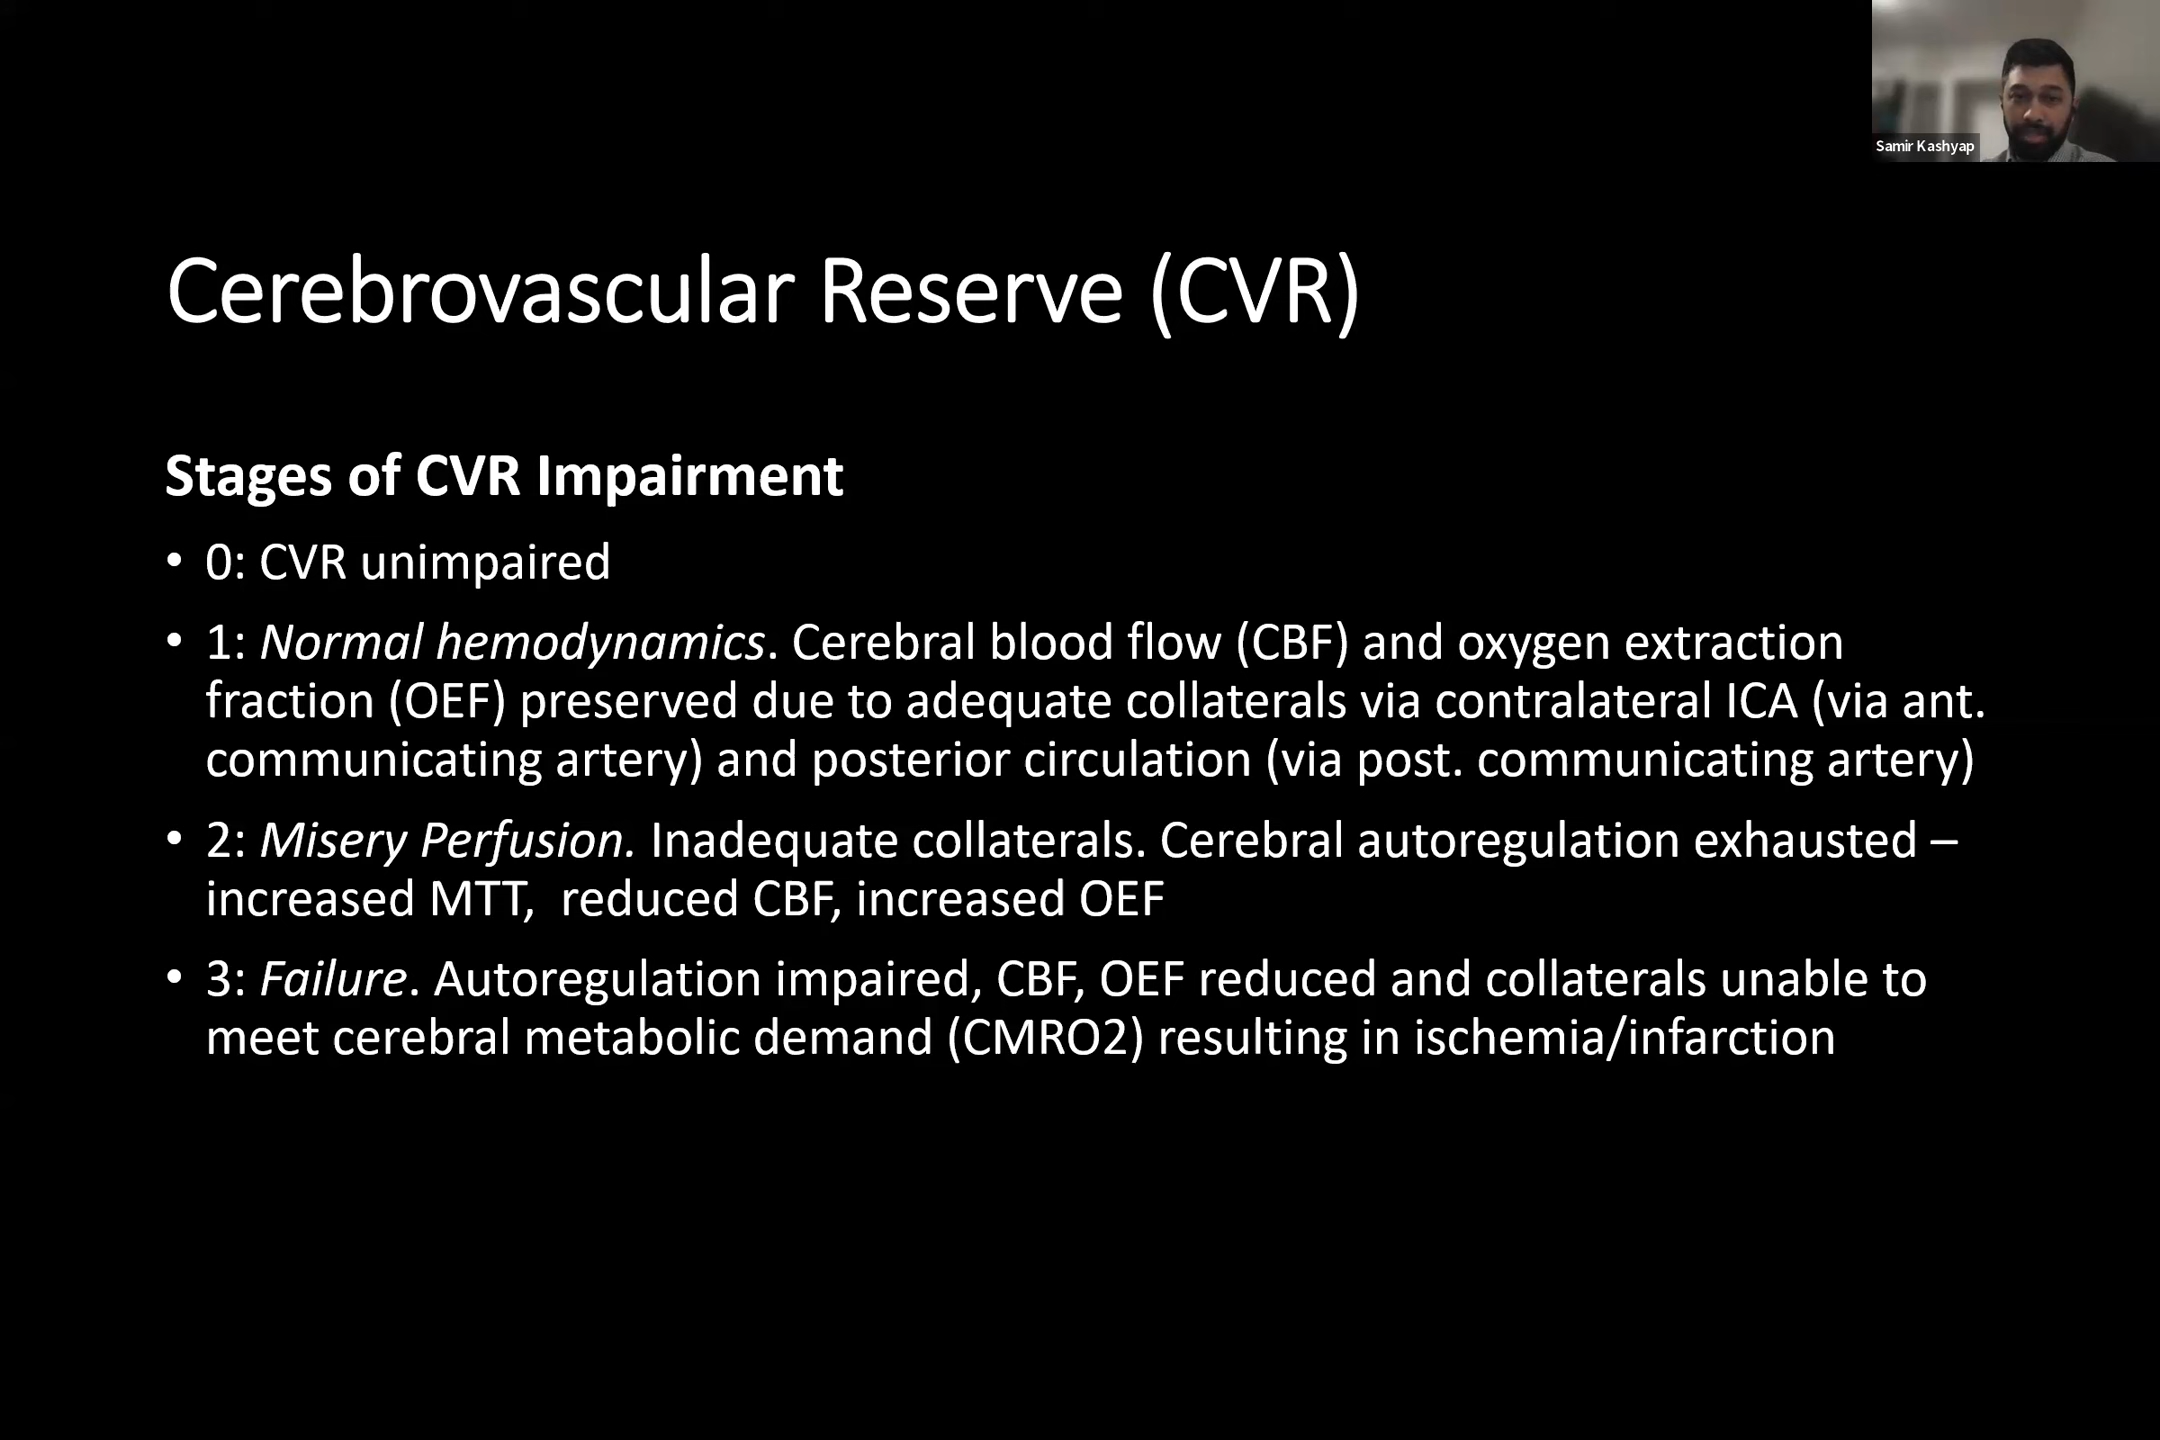 Samir Kashyap
Cerebrovascular Reserve (CVR)
Stages of CVR Impairment
• 0: CVR unimpaired
• 1: Normal hemodynamics. Cerebral blood flow (CBF) and oxygen extraction
fraction (OEF) preserved due to adequate collaterals via contralateral ICA (via ant.
communicating artery) and posterior circulation (via post. communicating artery)
• 2: Misery Perfusion. Inadequate collaterals. Cerebral autoregulation exhausted –
increased MTT,  reduced CBF, increased OEF
• 3: Failure. Autoregulation impaired, CBF, OEF reduced and collaterals unable to
meet cerebral metabolic demand (CMRO2) resulting in ischemia/infarction